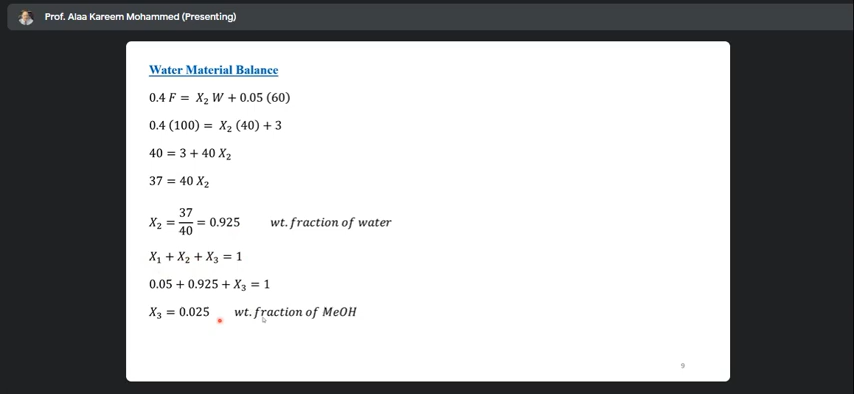 Prof. Alaa Kareem Mohammed (Presenting)
Water Material Balance
0.4 F = X₂ W + 0.05 (60)
0.4 (100) = X₂ (40) + 3
40 = 3 + 40 X₂
37 = 40 X₂
X₂ = 37/40 = 0.925 wt. fraction of water
X₁ + X₂ + X₃ = 1
0.05 + 0.925 + X₃ = 1
X₃ = 0.025 wt. fraction of MeOH
9